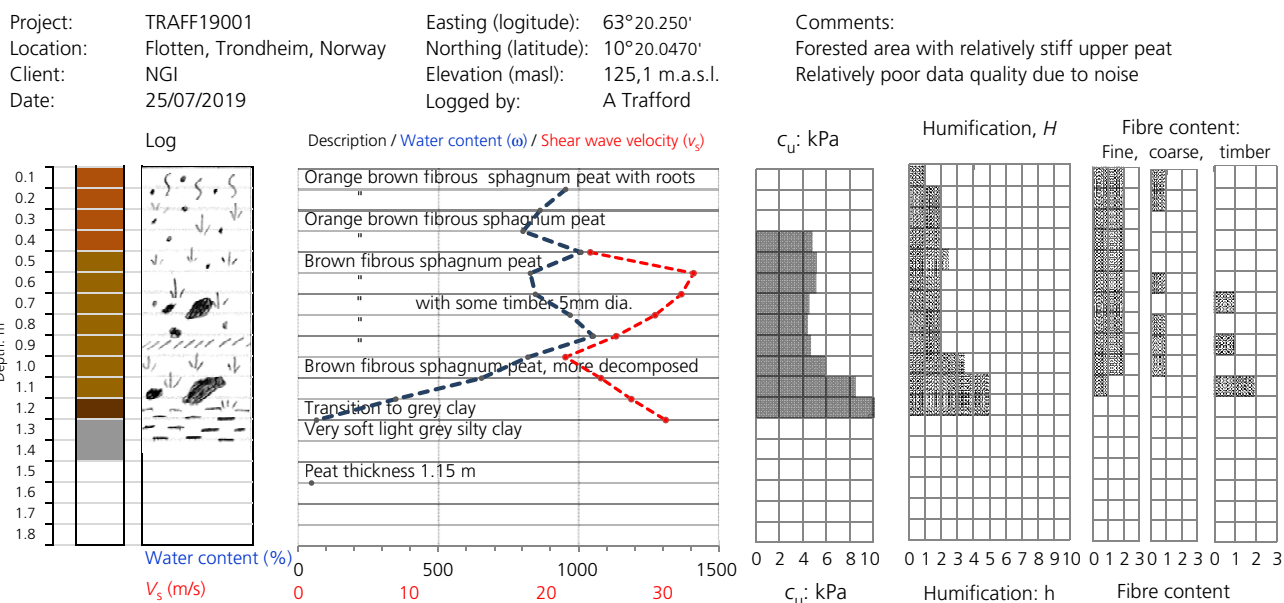 Project: TRAFF19001 Easting (logitude): 63°20.250' Comments:
Location: Flotten, Trondheim, Norway Northing (latitude): 10°20.0470' Forested area with relatively stiff upper peat
Client: NGI Elevation (masl): 125,1 m.a.s.l. Relatively poor data quality due to noise
Date: 25/07/2019 Logged by: A Trafford
Log Description / Water content (ω) / Shear wave velocity (vs) cu: kPa Humification, H Fibre content:
Fine, coarse, timber
0.1 Orange brown fibrous sphagnum peat with roots
0.2 "
0.3 Orange brown fibrous sphagnum peat
0.4 "
0.5 Brown fibrous sphagnum peat
0.6 "
0.7 " with some timber 5mm dia.
0.8 "
0.9 "
1.0 Brown fibrous sphagnum peat, more decomposed
1.1
1.2 Transition to grey clay
1.3 Very soft light grey silty clay
1.4
1.5 Peat thickness 1.15 m
1.6
1.7
1.8
Depth: m
Water content (%) 0 500 1000 1500 0 2 4 6 8 10 0 1 2 3 4 5 6 7 8 9 10 0 1 2 3 0 1 2 3 0 1 2 3
Vs (m/s) 0 10 20 30 cu: kPa Humification: h Fibre content